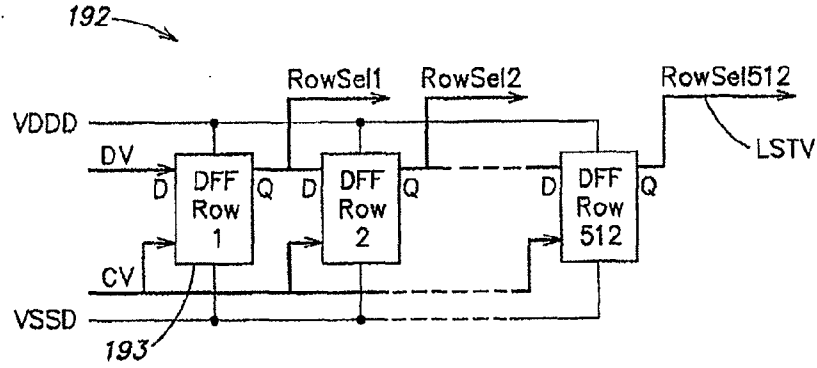 192
RowSel1
RowSel2
RowSel512
VDDD
LSTV
DV
D
DFF
Row
1
Q
D
DFF
Row
2
Q
D
DFF
Row
512
Q
CV
VSSD
193